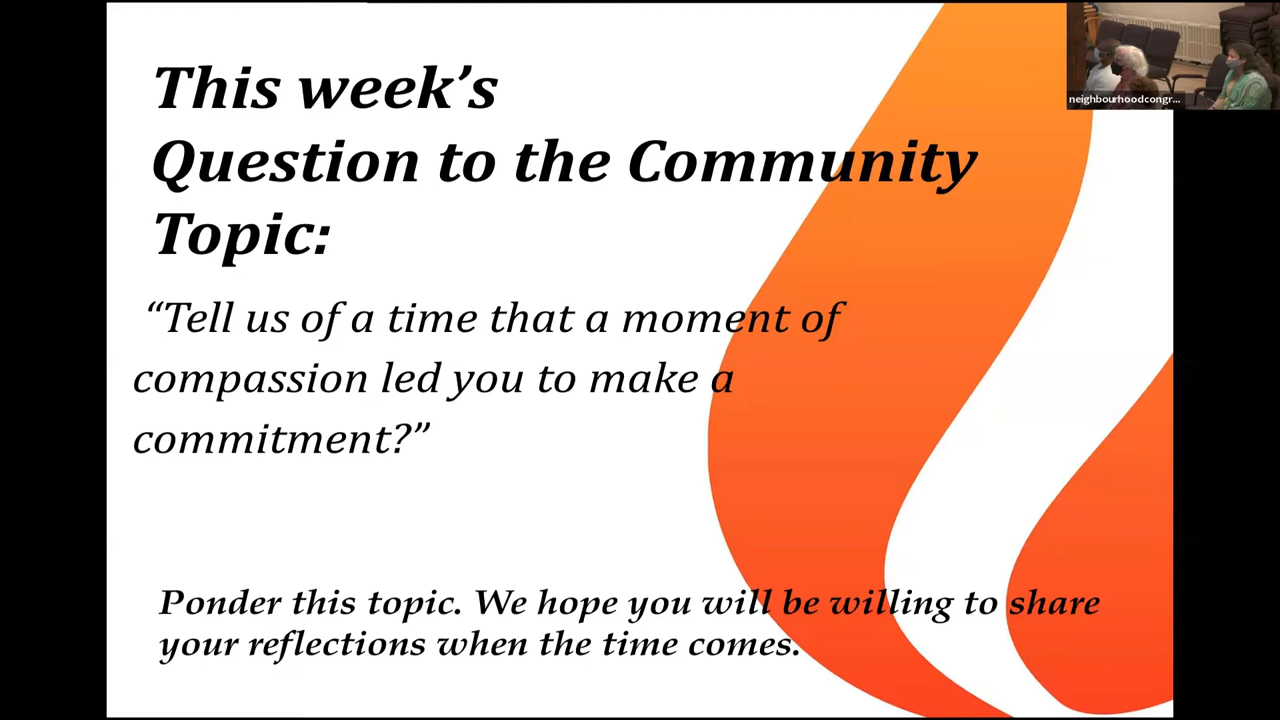 This week's
Question to the Community
Topic:
“Tell us of a time that a moment of
compassion led you to make a
commitment?”
Ponder this topic. We hope you will be willing to share
your reflections when the time comes.
neighbourhoodcongr...